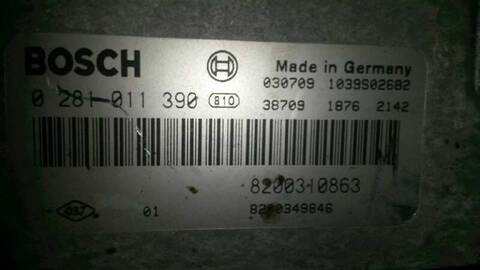 BOSCH
Made in Germany
030709 1039S02682
0 281 011 390 810
38709 1876 2142
8200310863
01
8200349846